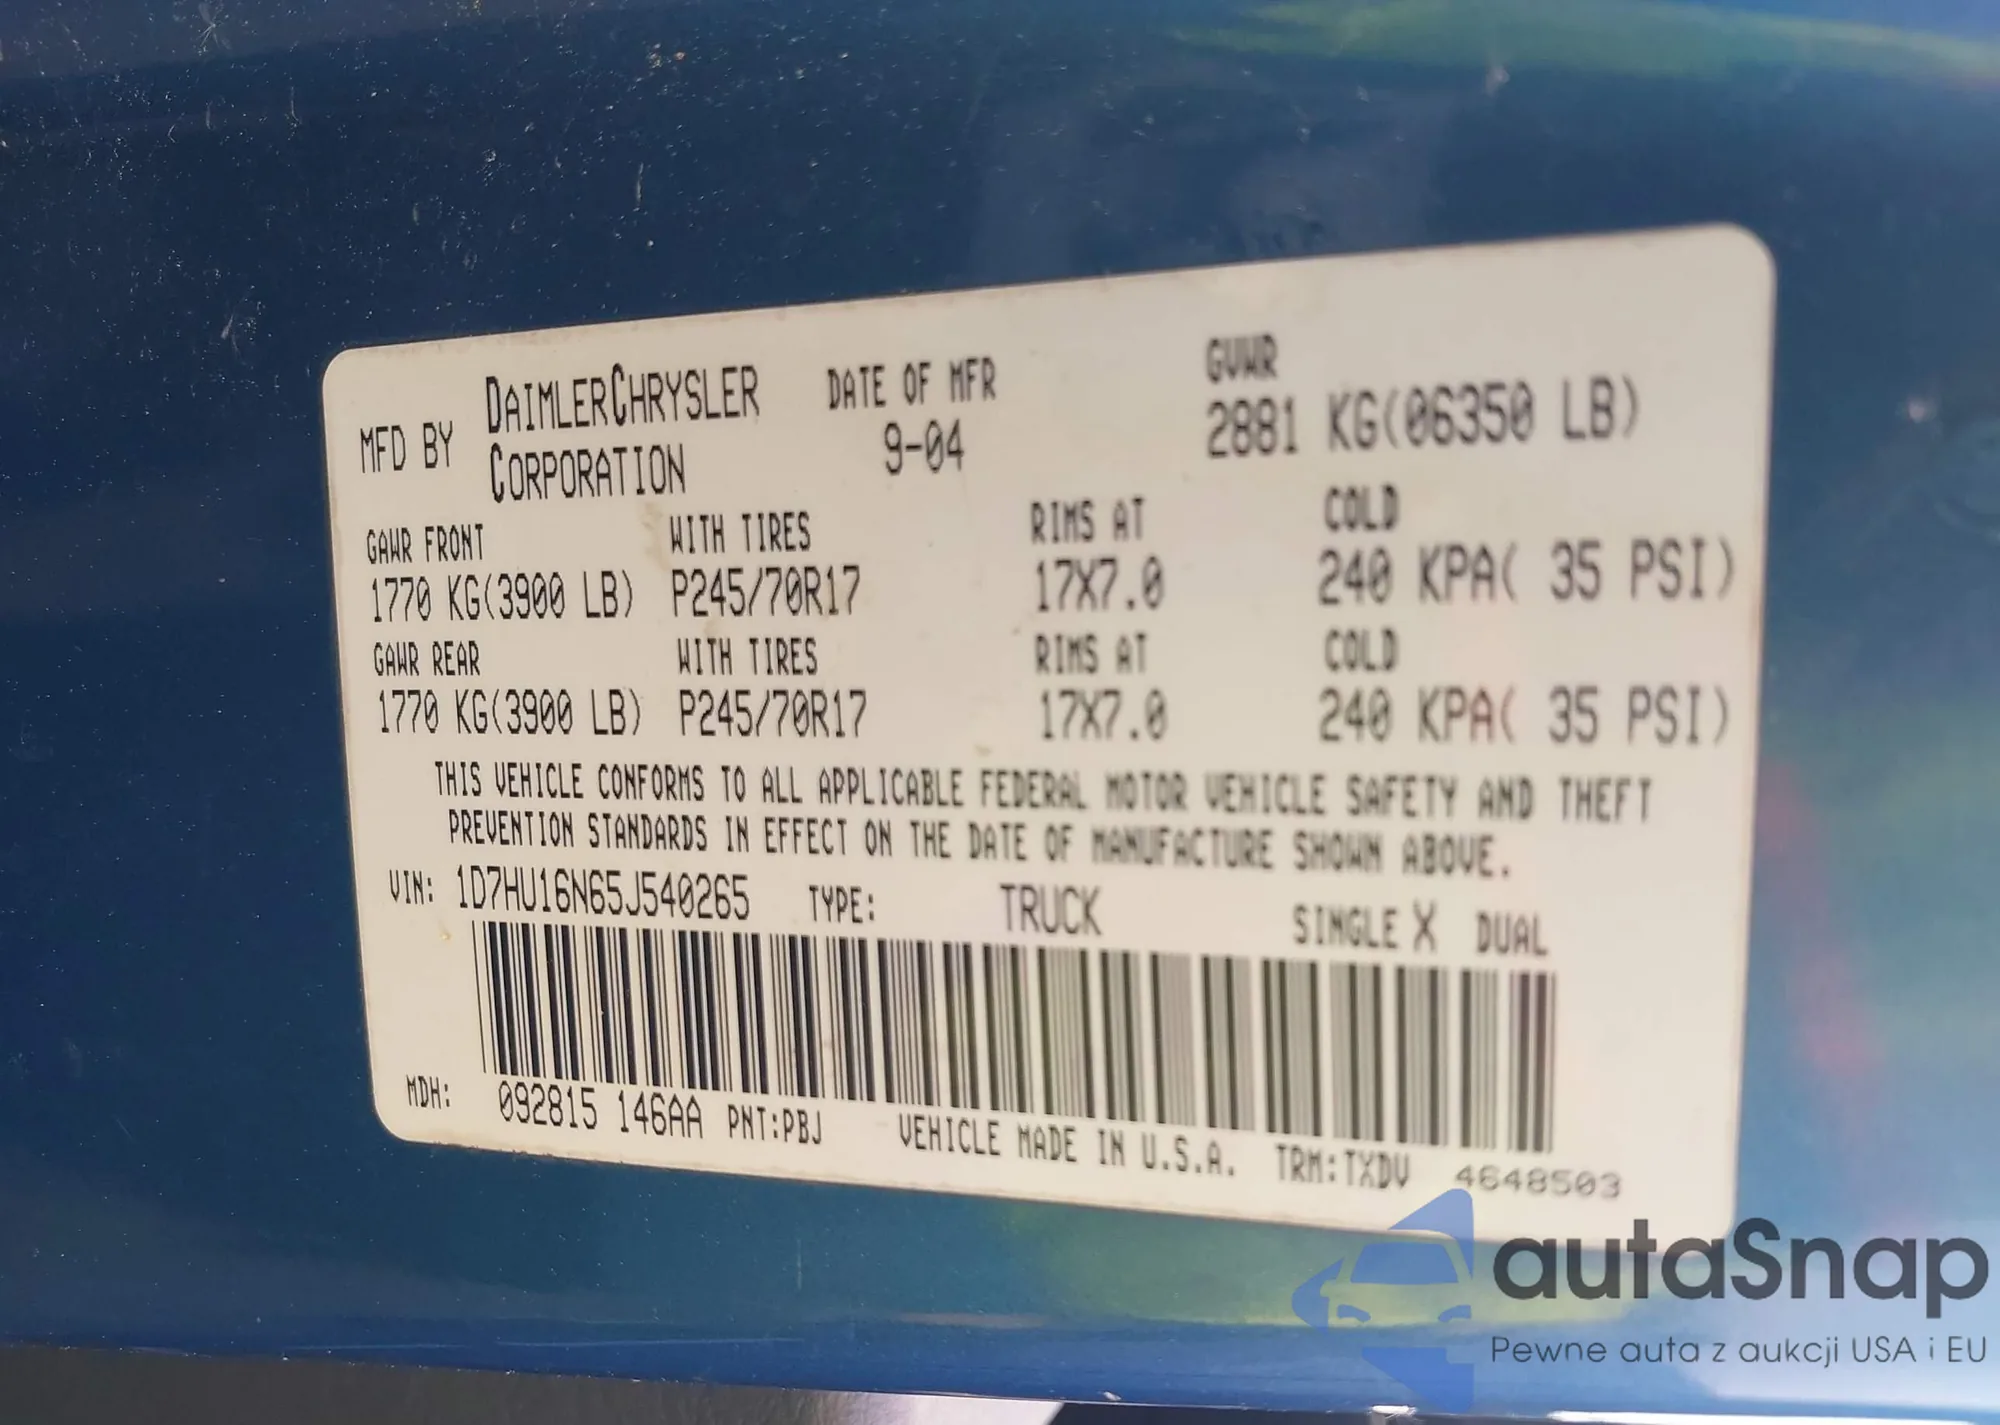 MFD BY DAIMLERCHRYSLER CORPORATION DATE OF MFR 9-04 GVWR 2881 KG(06350 LB)
GAWR FRONT WITH TIRES RIMS AT COLD
1770 KG(3900 LB) P245/70R17 17X7.0 240 KPA( 35 PSI)
GAWR REAR WITH TIRES RIMS AT COLD
1770 KG(3900 LB) P245/70R17 17X7.0 240 KPA( 35 PSI)
THIS VEHICLE CONFORMS TO ALL APPLICABLE FEDERAL MOTOR VEHICLE SAFETY AND THEFT
PREVENTION STANDARDS IN EFFECT ON THE DATE OF MANUFACTURE SHOWN ABOVE.
VIN: 1D7HU16N65J540265 TYPE: TRUCK SINGLE X DUAL
MDH: 092815 146AA PNT:PBJ VEHICLE MADE IN U.S.A. TRM:TXDV 4648503
autaSnap
Pewne auta z aukcji USA i EU